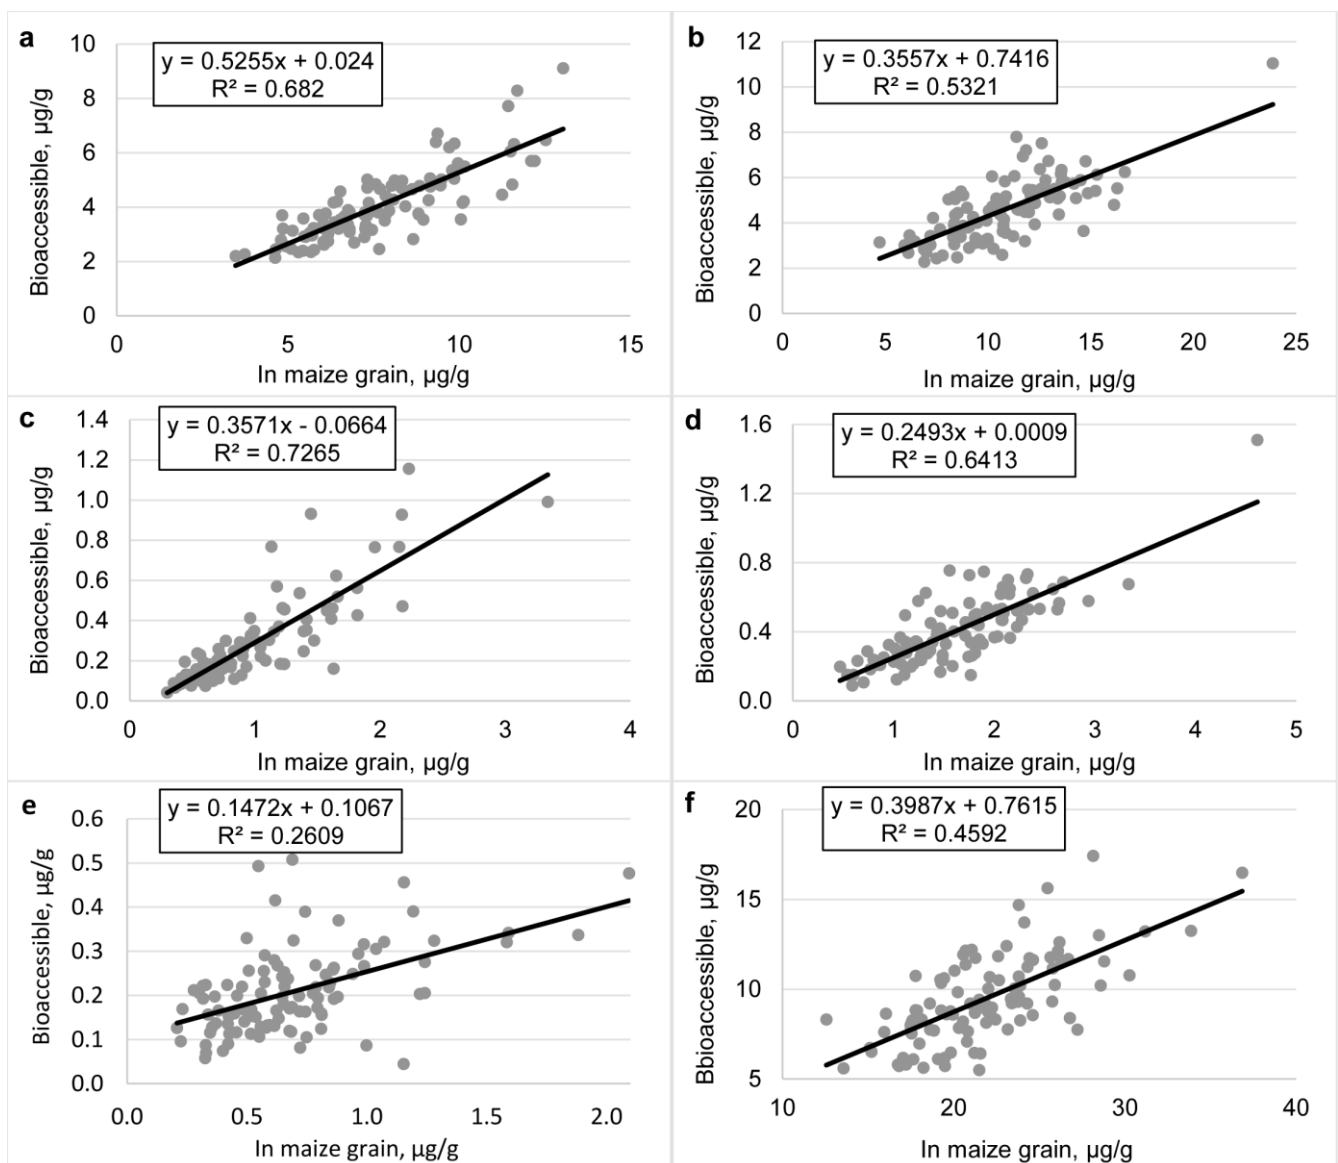 a
y = 0.5255x + 0.024
R² = 0.682
Bioaccessible, µg/g
10
8
6
4
2
0
0 5 10 15
In maize grain, µg/g
b
y = 0.3557x + 0.7416
R² = 0.5321
Bioaccessible, µg/g
12
10
8
6
4
2
0
0 5 10 15 20 25
In maize grain, µg/g
c
y = 0.3571x - 0.0664
R² = 0.7265
Bioaccessible, µg/g
1.4
1.2
1.0
0.8
0.6
0.4
0.2
0.0
0 1 2 3 4
In maize grain, µg/g
d
y = 0.2493x + 0.0009
R² = 0.6413
Bioaccessible, µg/g
1.6
1.2
0.8
0.4
0.0
0 1 2 3 4 5
In maize grain, µg/g
e
y = 0.1472x + 0.1067
R² = 0.2609
Bioaccessible, µg/g
0.6
0.5
0.4
0.3
0.2
0.1
0.0
0.0 0.5 1.0 1.5 2.0
In maize grain, µg/g
f
y = 0.3987x + 0.7615
R² = 0.4592
Bbioaccessible, µg/g
20
15
10
5
10 20 30 40
In maize grain, µg/g